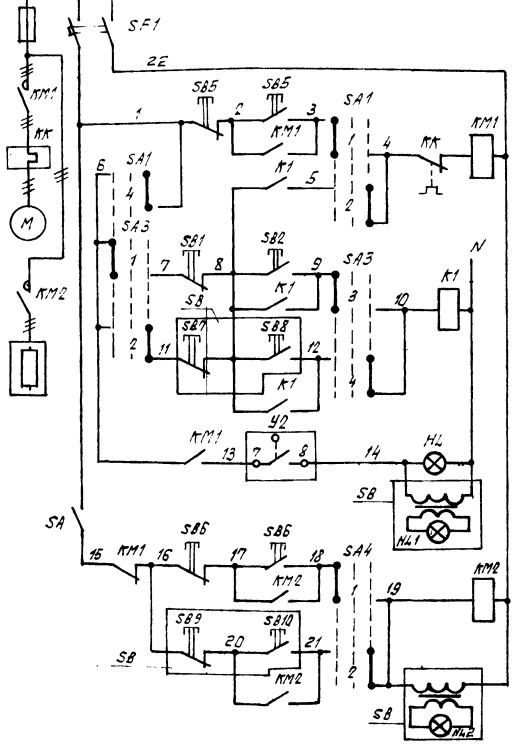 SF1
2E
KM1
KK
M
KM2
1
SB5
2
SB5
3
SA1
KM1
1
4
KK
KM1
6
SA1
4
K1
5
2
SA3
1
7
SB1
8
SB2
9
SA3
N
K1
3
10
K1
SB
SB7
SB8
2
11
12
4
K1
У2
KM1
13
7
8
14
HL
SB
HL1
SA
15
KM1
16
SB6
17
SB6
18
SA4
KM2
1
19
KM2
SB9
SB10
20
21
SB
2
KM2
SB
HL2